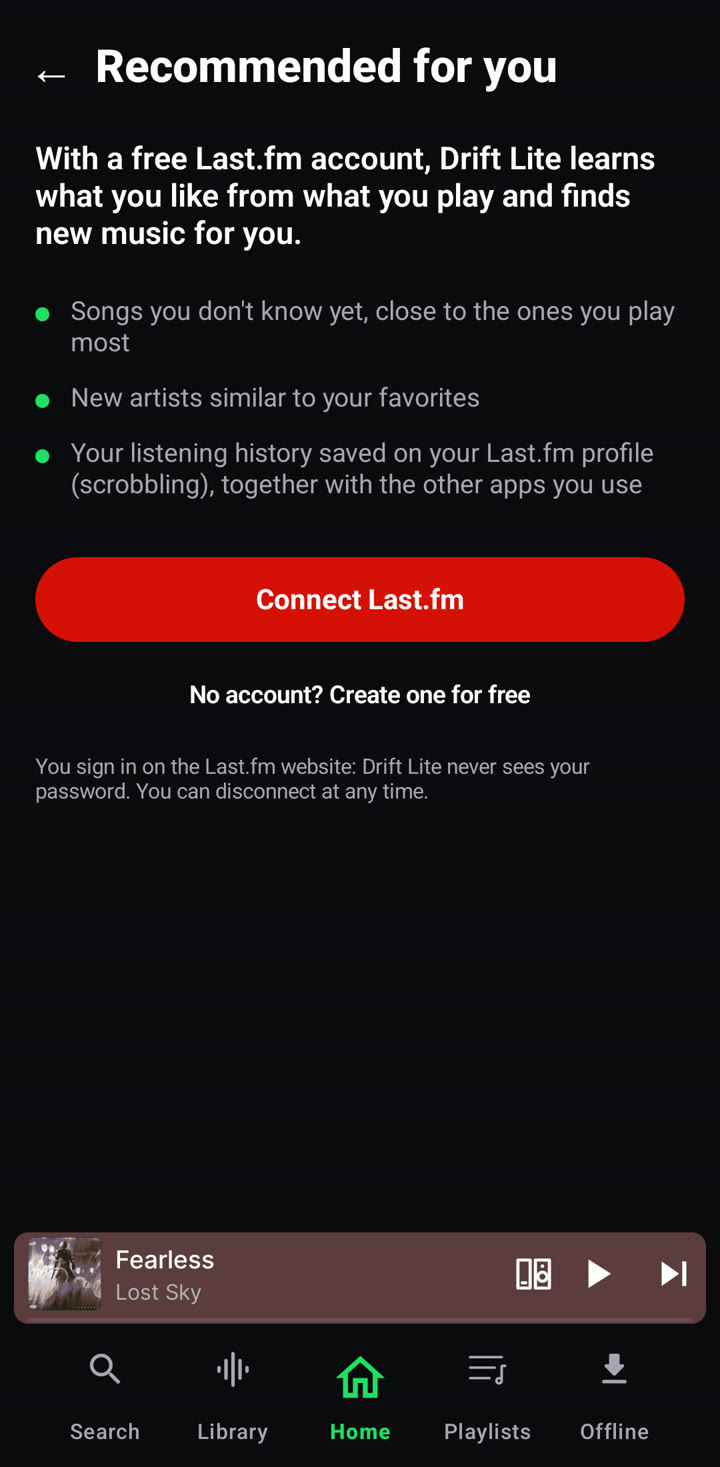 Recommended for you
With a free Last.fm account, Drift Lite learns
what you like from what you play and finds
new music for you.
Songs you don't know yet, close to the ones you play
most
New artists similar to your favorites
Your listening history saved on your Last.fm profile
(scrobbling), together with the other apps you use
Connect Last.fm
No account? Create one for free
You sign in on the Last.fm website: Drift Lite never sees your
password. You can disconnect at any time.
Fearless
Lost Sky
Search
Library
Home
Playlists
Offline